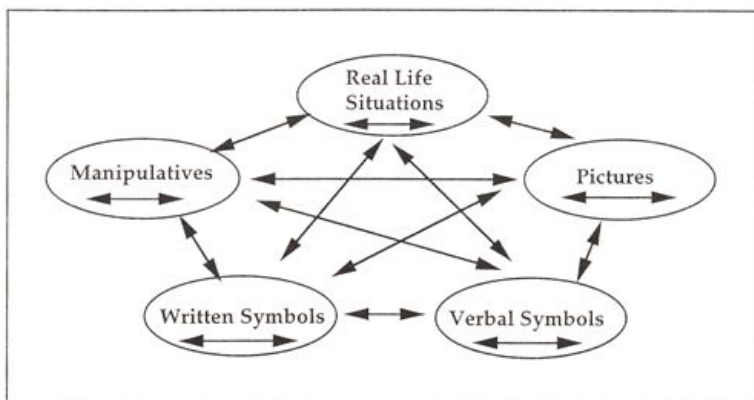 Real Life
Situations
Manipulatives
Pictures
Written Symbols
Verbal Symbols